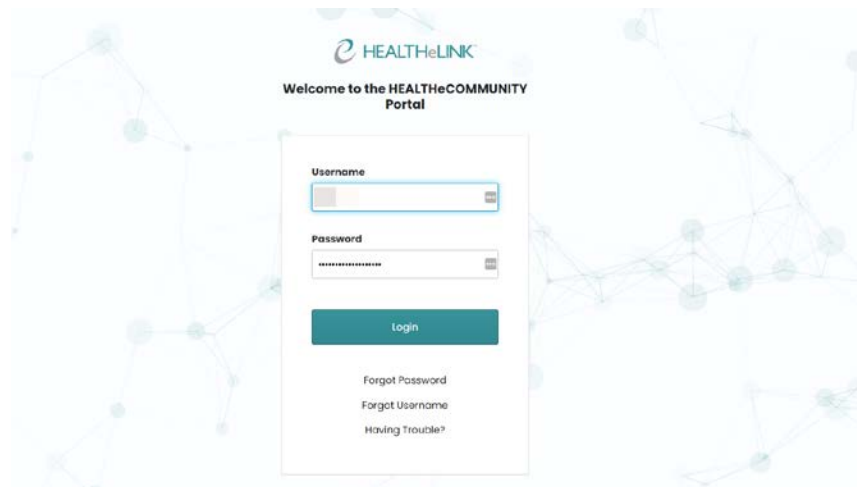 HEALTHeLINK
Welcome to the HEALTHeCOMMUNITY
Portal
Username
Password
Login
Forgot Password
Forgot Username
Having Trouble?